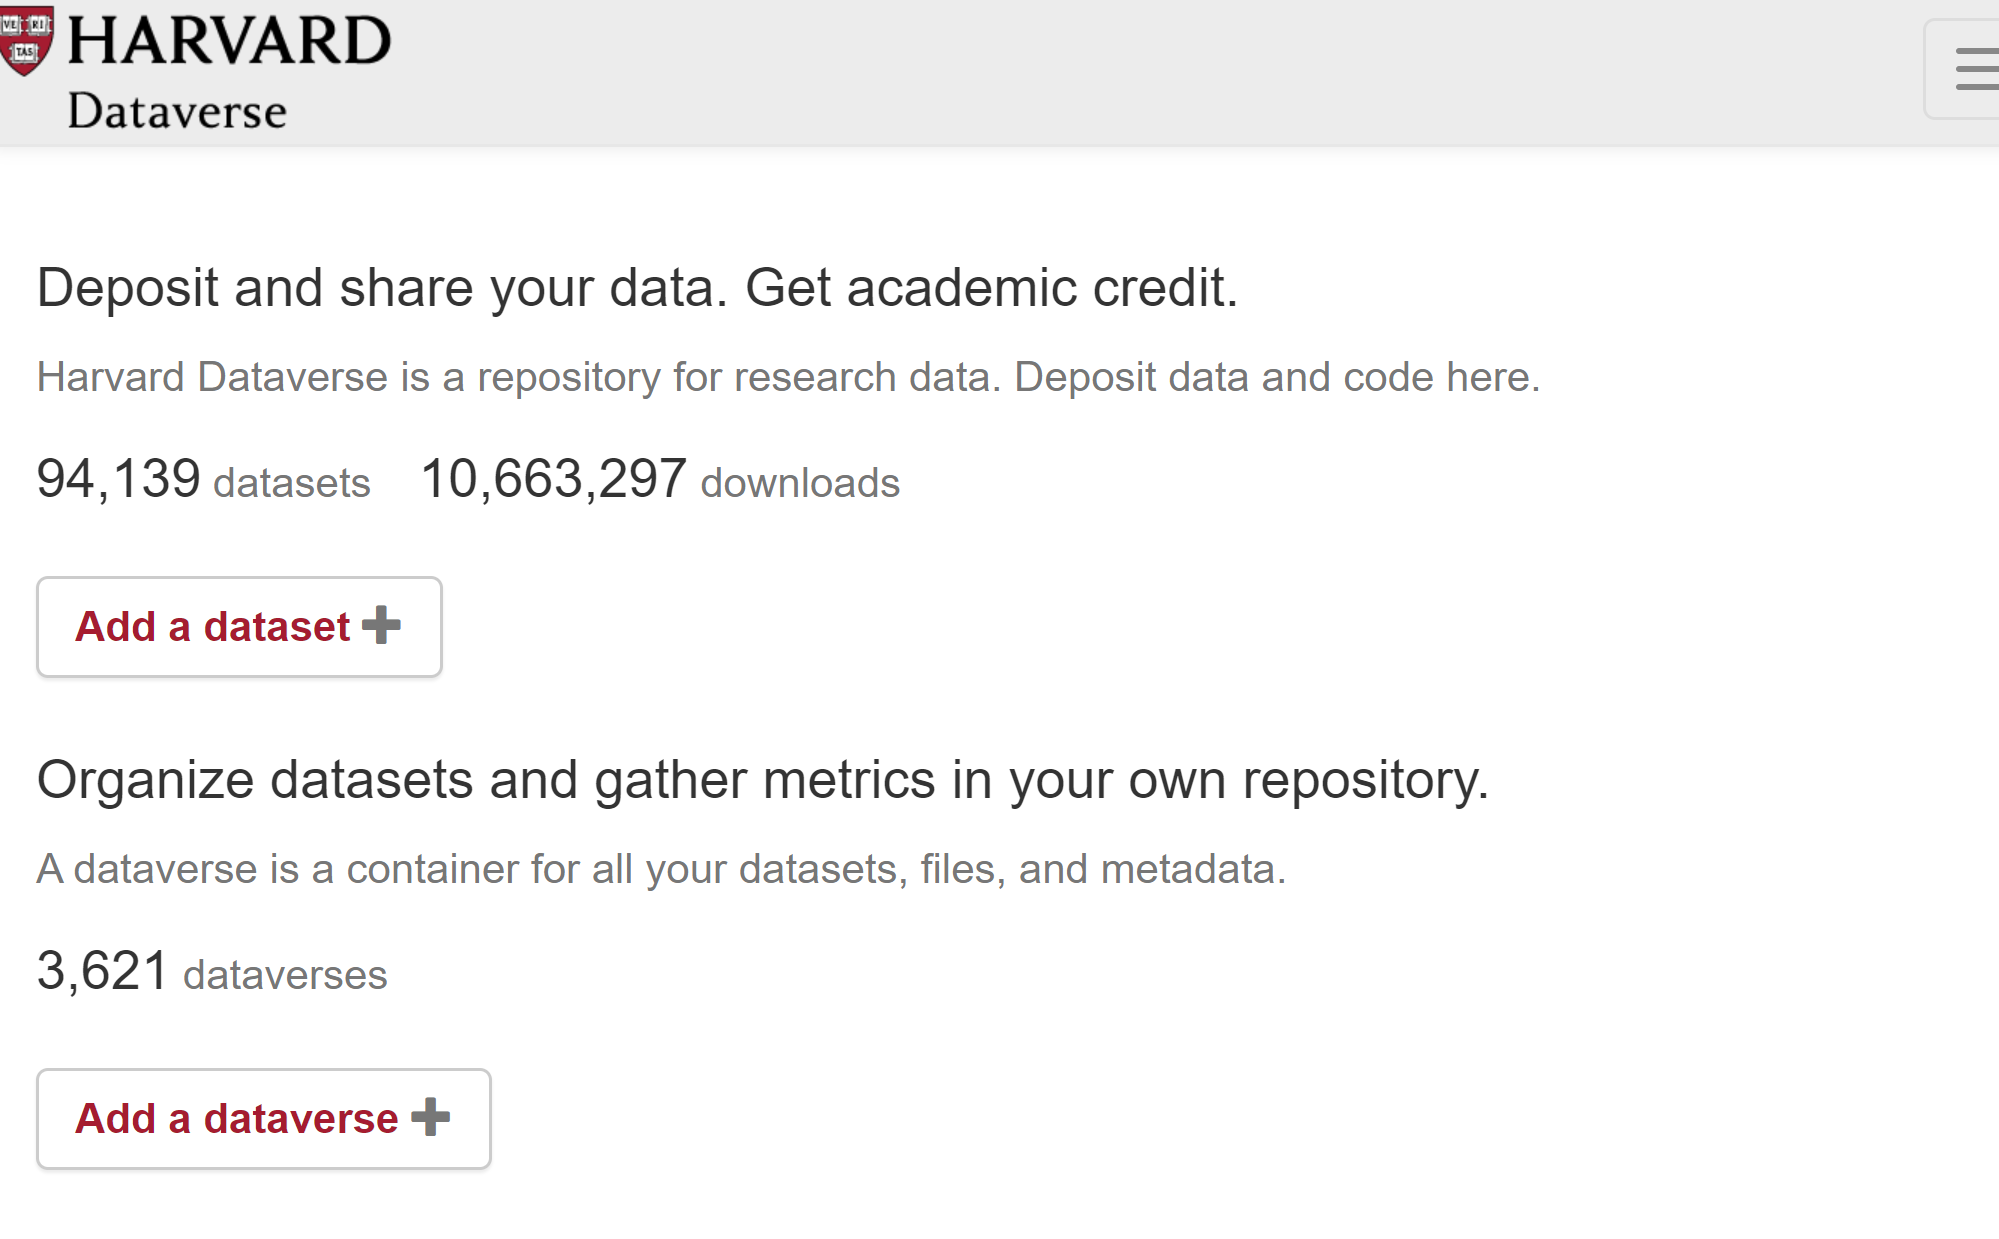 VE RI
TAS
HARVARD
Dataverse
Deposit and share your data. Get academic credit.
Harvard Dataverse is a repository for research data. Deposit data and code here.
94,139 datasets 10,663,297 downloads
Add a dataset
Organize datasets and gather metrics in your own repository.
A dataverse is a container for all your datasets, files, and metadata.
3,621 dataverses
Add a dataverse